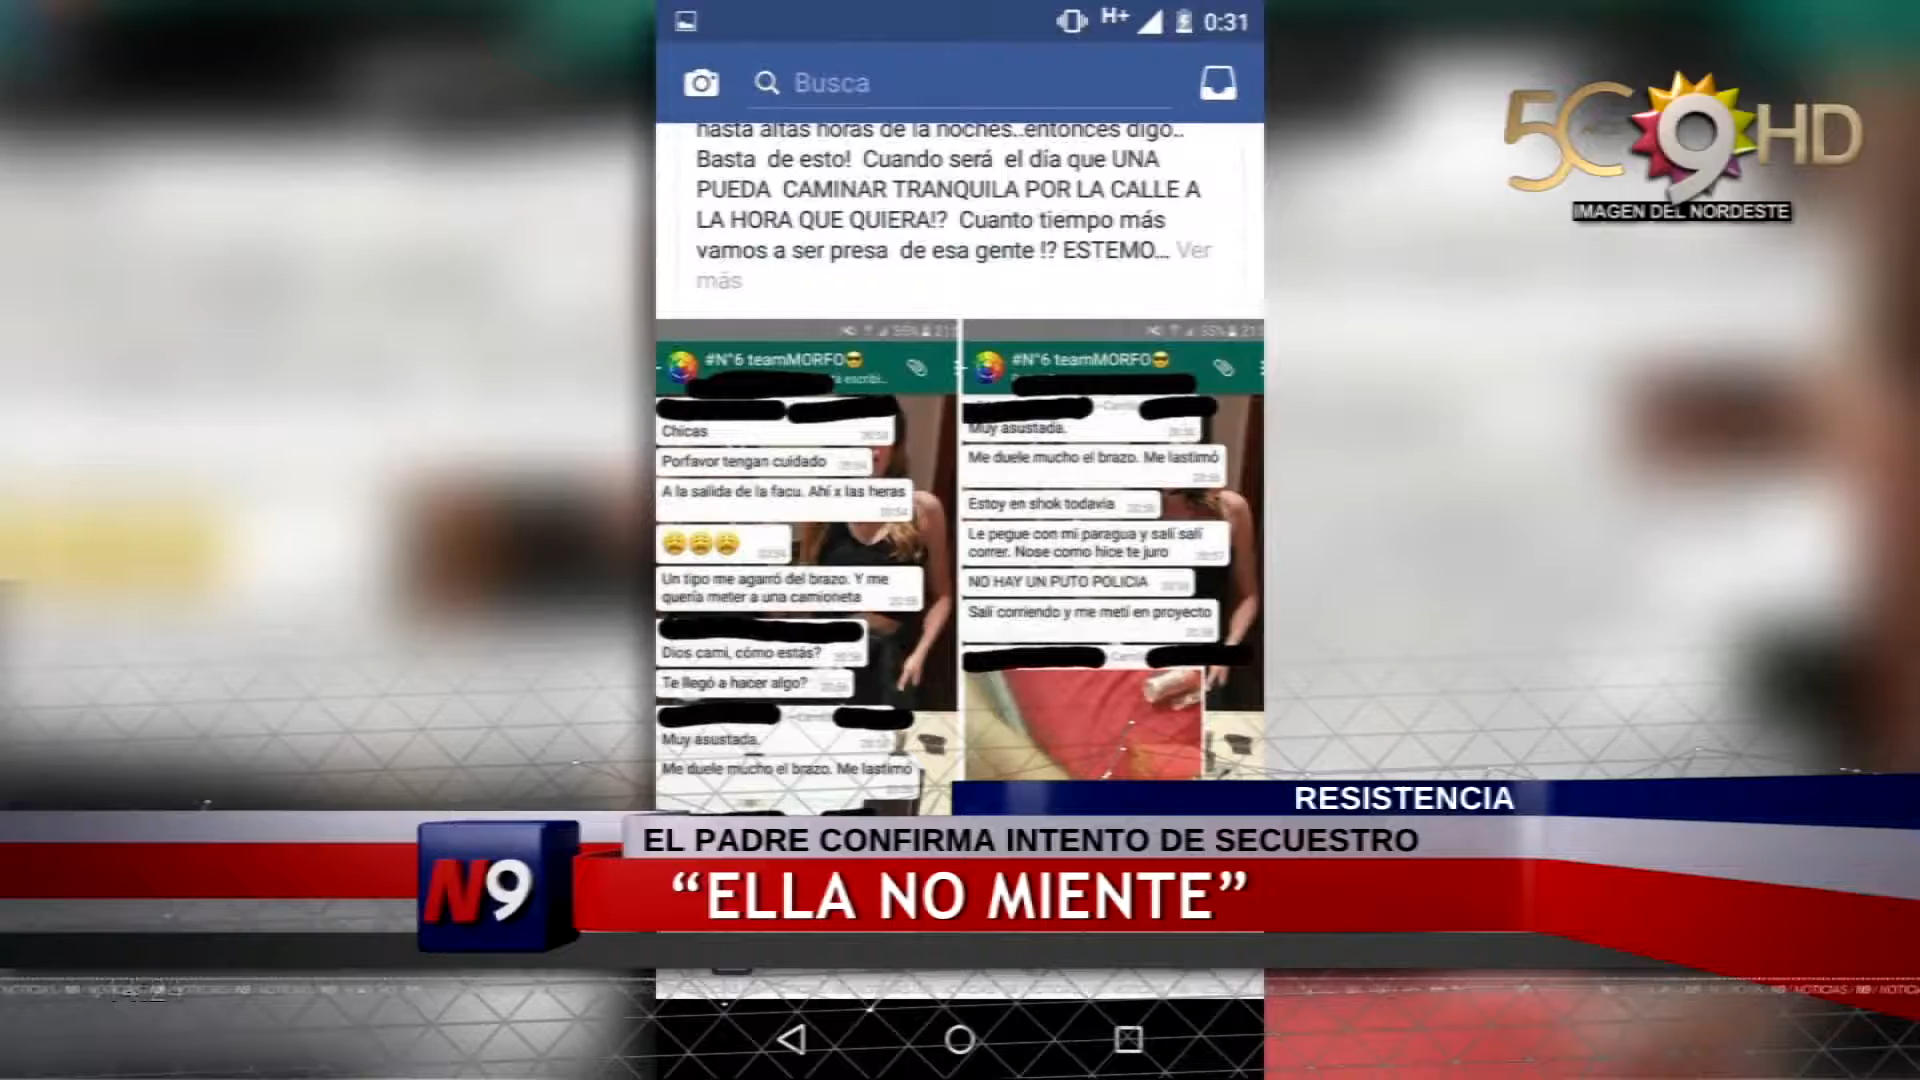 H+ 0:31
Busca
hasta altas horas de la noches..entonces digo..
Basta de esto! Cuando será el día que UNA
PUEDA CAMINAR TRANQUILA POR LA CALLE A
LA HORA QUE QUIERA!? Cuanto tiempo más
vamos a ser presa de esa gente !? ESTEMO... Ver
más
50 9 HD
IMAGEN DEL NORDESTE
#N°6 teamMORFO😎
escribi...
Chicas
Porfavor tengan cuidado
A la salida de la facu. Ahí x las heras
20:54
😩😩😩
Un tipo me agarró del brazo. Y me
quería meter a una camioneta
Dios cami, cómo estás?
Te llegó a hacer algo?
Muy asustada.
Me duele mucho el brazo. Me lastimó
#N°6 teamMORFO😎
Muy asustada.
Me duele mucho el brazo. Me lastimó
Estoy en shok todavia
Le pegue con mi paragua y salí salí
correr. Nose como hice te juro
NO HAY UN PUTO POLICIA
Salí corriendo y me metí en proyecto
RESISTENCIA
EL PADRE CONFIRMA INTENTO DE SECUESTRO
N9
“ELLA NO MIENTE”